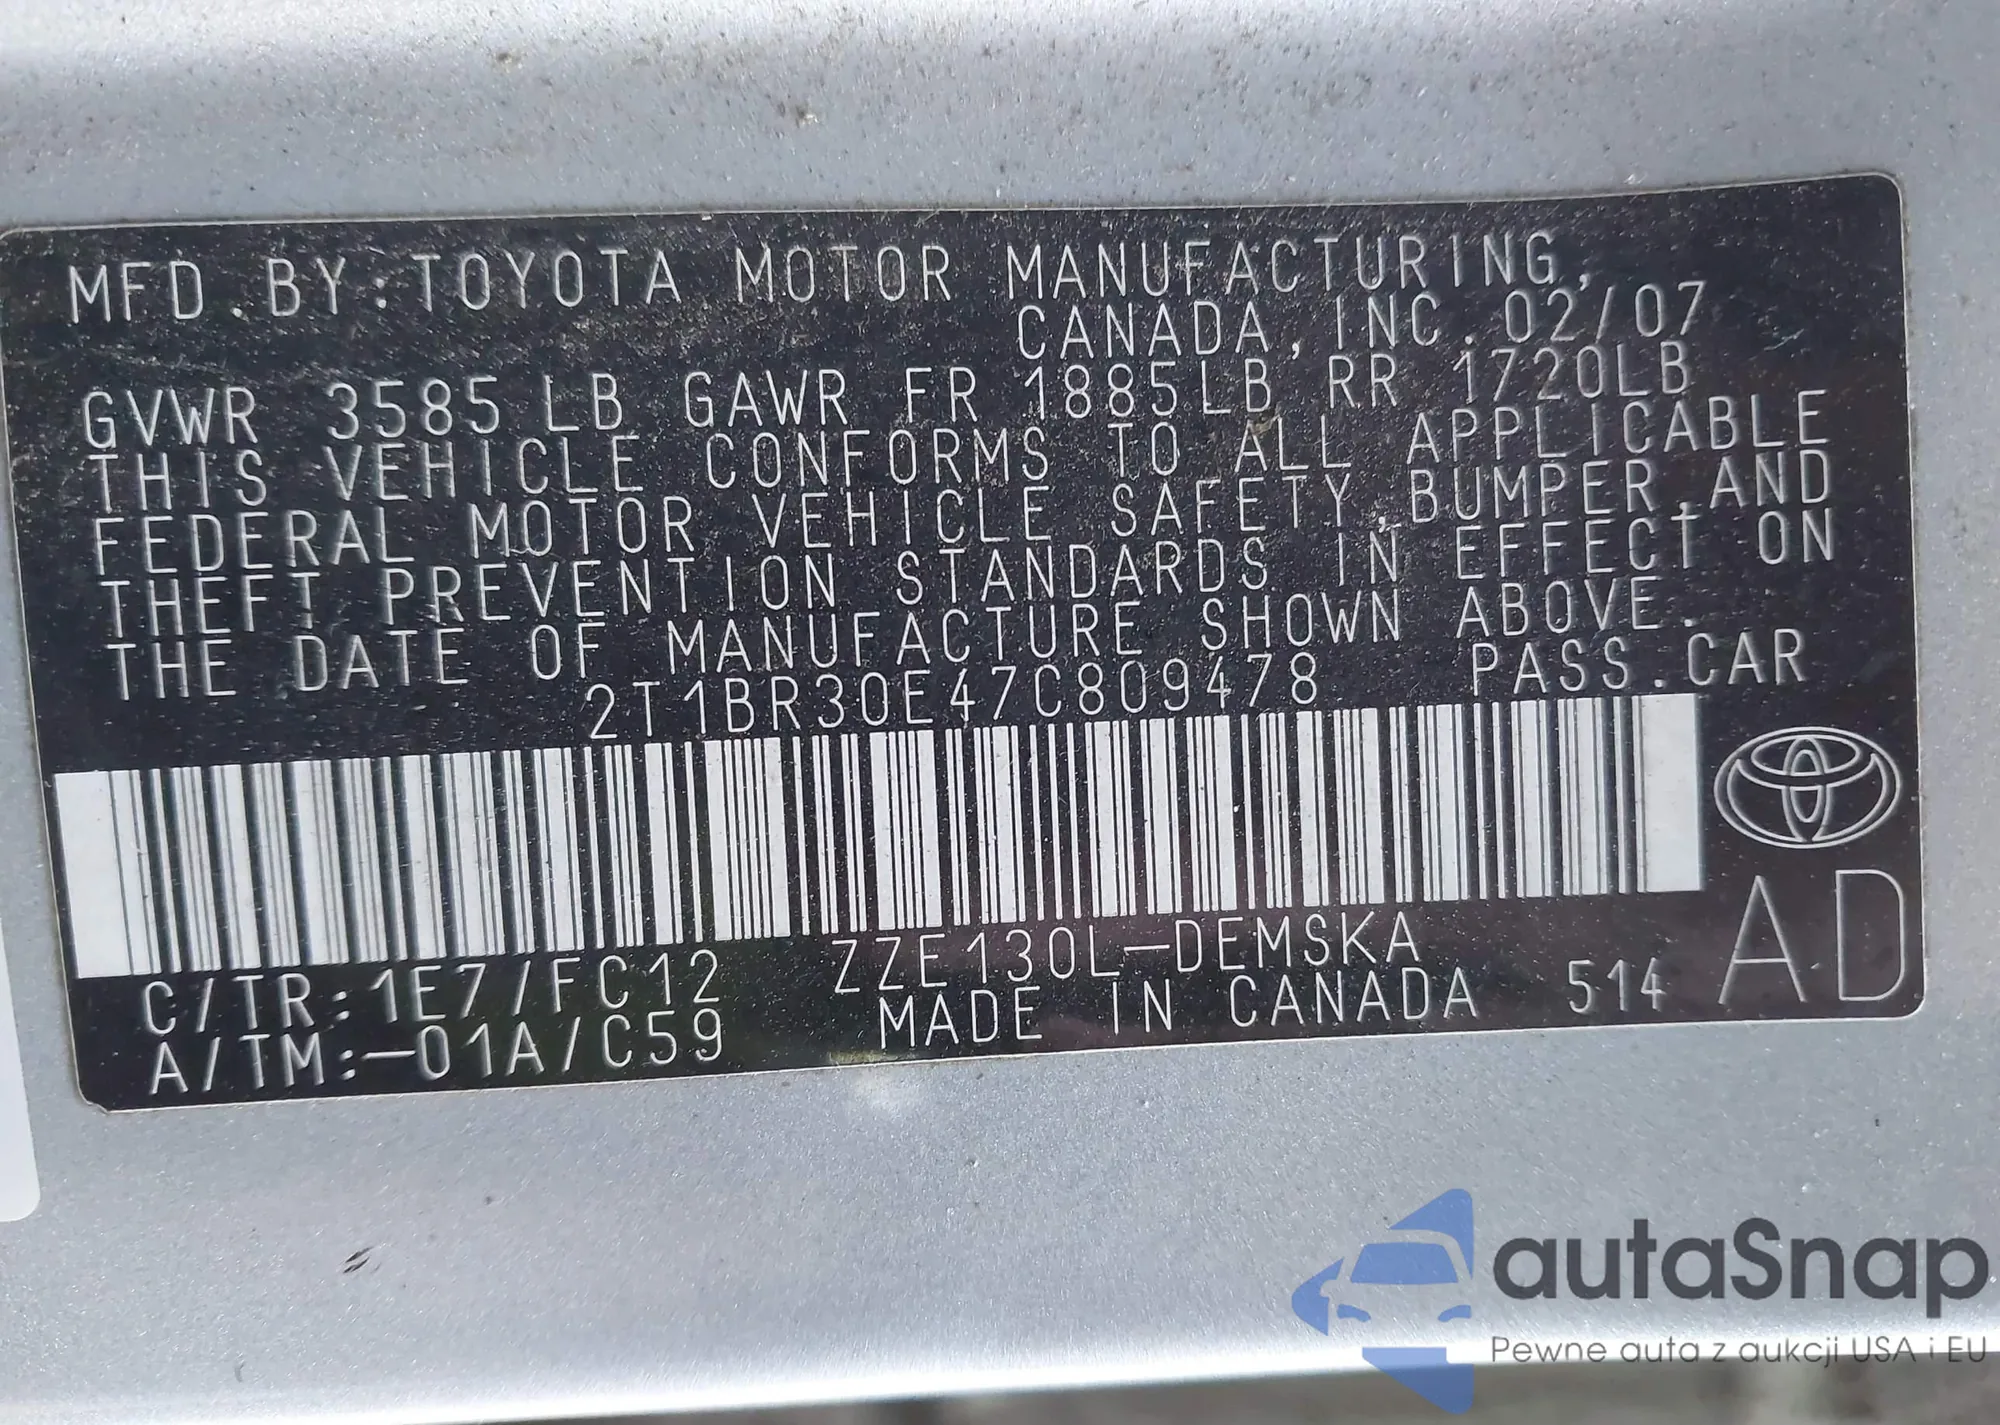 MFD.BY:TOYOTA MOTOR MANUFACTURING,
CANADA,INC.02/07
GVWR 3585LB GAWR FR 1885LB RR 1720LB
THIS VEHICLE CONFORMS TO ALL APPLICABLE
FEDERAL MOTOR VEHICLE SAFETY,BUMPER,AND
THEFT PREVENTION STANDARDS IN EFFECT ON
THE DATE OF MANUFACTURE SHOWN ABOVE.
2T1BR30E47C809478 PASS.CAR
C/TR:1E7/FC12 ZZE130L-DEMSKA
A/TM:-01A/C59 MADE IN CANADA 514 AD
autaSnap
Pewne auta z aukcji USA i EU